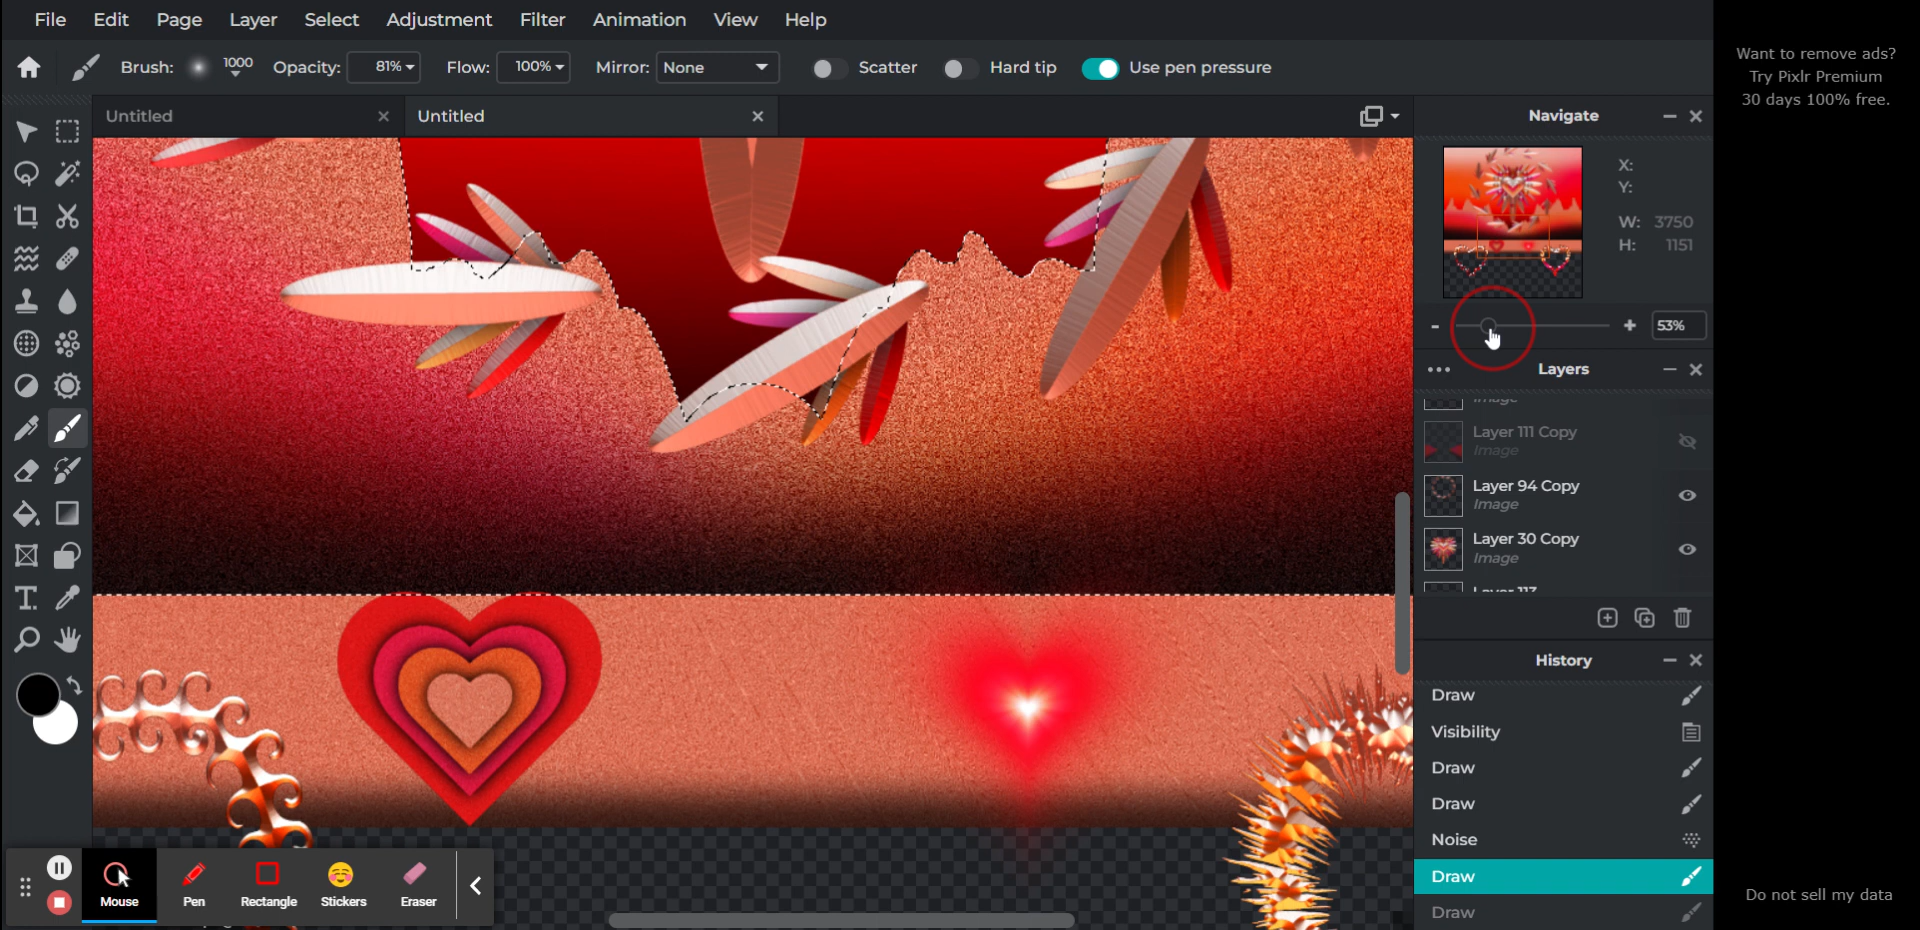 File Edit Page Layer Select Adjustment Filter Animation View Help
Brush: 1000 Opacity: 81% Flow: 100% Mirror: None Scatter Hard tip Use pen pressure
Untitled
Untitled
Navigate
X:
Y:
W: 3750
H: 1151
- + 53%
Layers
Image
Layer 111 Copy
Image
Layer 94 Copy
Image
Layer 30 Copy
Image
Layer 113
History
Draw
Visibility
Draw
Draw
Noise
Draw
Draw
Mouse Pen Rectangle Stickers Eraser
Want to remove ads?
Try Pixlr Premium
30 days 100% free.
Do not sell my data